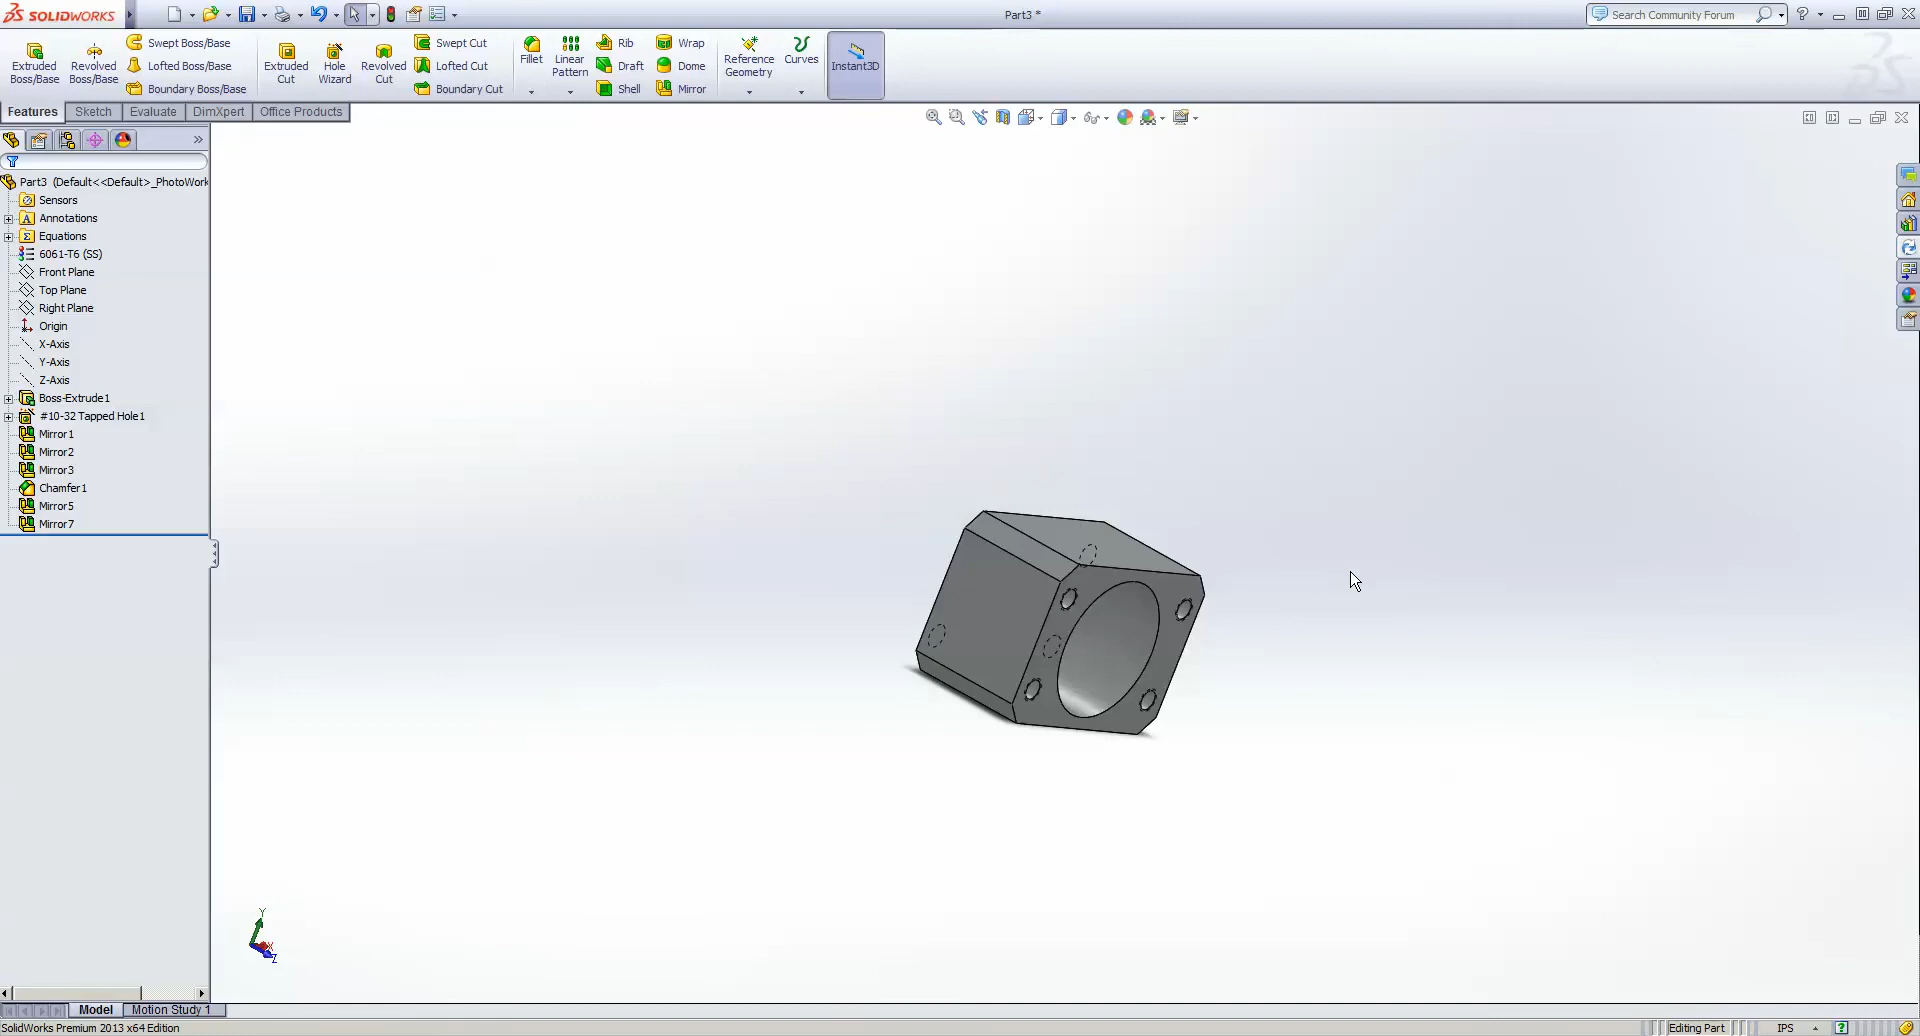 SOLIDWORKS
Part3 *
Search Community Forum
Extruded Boss/Base
Revolved Boss/Base
Swept Boss/Base
Lofted Boss/Base
Boundary Boss/Base
Extruded Cut
Hole Wizard
Revolved Cut
Swept Cut
Lofted Cut
Boundary Cut
Fillet
Linear Pattern
Rib
Draft
Shell
Wrap
Dome
Mirror
Reference Geometry
Curves
Instant3D
Features
Sketch
Evaluate
DimXpert
Office Products
Part3 (Default<<Default>_PhotoWork
Sensors
Annotations
Equations
6061-T6 (SS)
Front Plane
Top Plane
Right Plane
Origin
X-Axis
Y-Axis
Z-Axis
Boss-Extrude1
#10-32 Tapped Hole1
Mirror1
Mirror2
Mirror3
Chamfer1
Mirror5
Mirror7
Y
X
Z
Model
Motion Study 1
SolidWorks Premium 2013 x64 Edition
Editing Part
IPS